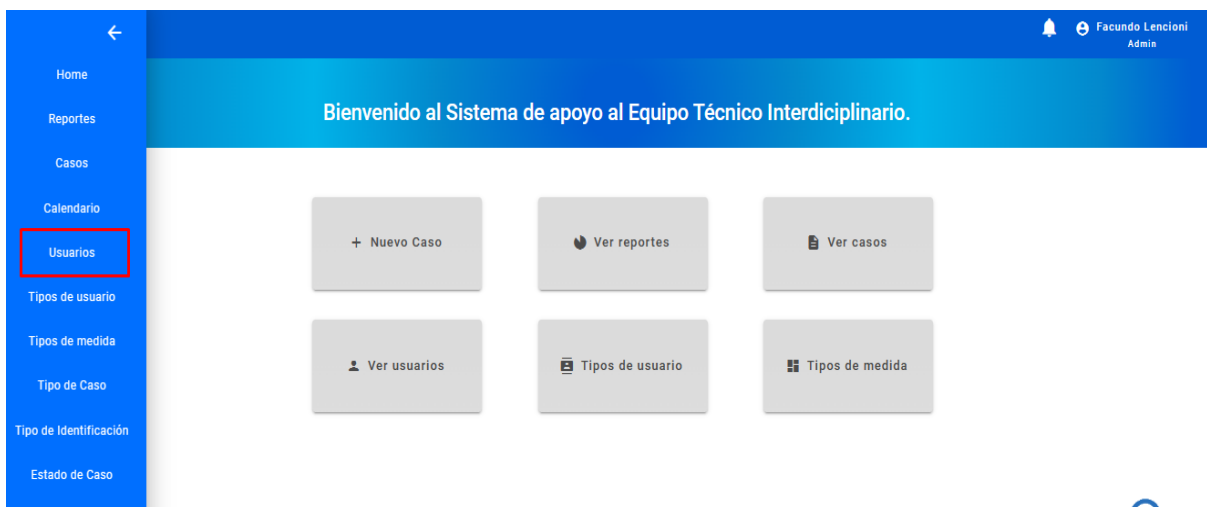 Facundo Lencioni
Admin
Home
Reportes
Casos
Calendario
Usuarios
Tipos de usuario
Tipos de medida
Tipo de Caso
Tipo de Identificación
Estado de Caso
Bienvenido al Sistema de apoyo al Equipo Técnico Interdiciplinario.
+ Nuevo Caso
Ver reportes
Ver casos
Ver usuarios
Tipos de usuario
Tipos de medida